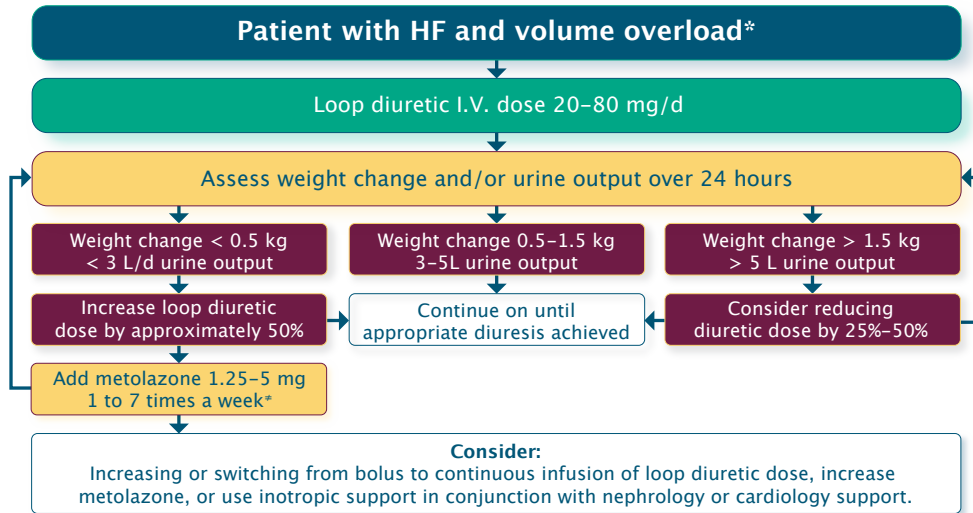 Patient with HF and volume overload*
Loop diuretic I.V. dose 20–80 mg/d
Assess weight change and/or urine output over 24 hours
Weight change < 0.5 kg
< 3 L/d urine output
Weight change 0.5–1.5 kg
3–5L urine output
Weight change > 1.5 kg
> 5 L urine output
Increase loop diuretic
dose by approximately 50%
Continue on until
appropriate diuresis achieved
Consider reducing
diuretic dose by 25%–50%
Add metolazone 1.25–5 mg
1 to 7 times a week≠
Consider:
Increasing or switching from bolus to continuous infusion of loop diuretic dose, increase
metolazone, or use inotropic support in conjunction with nephrology or cardiology support.